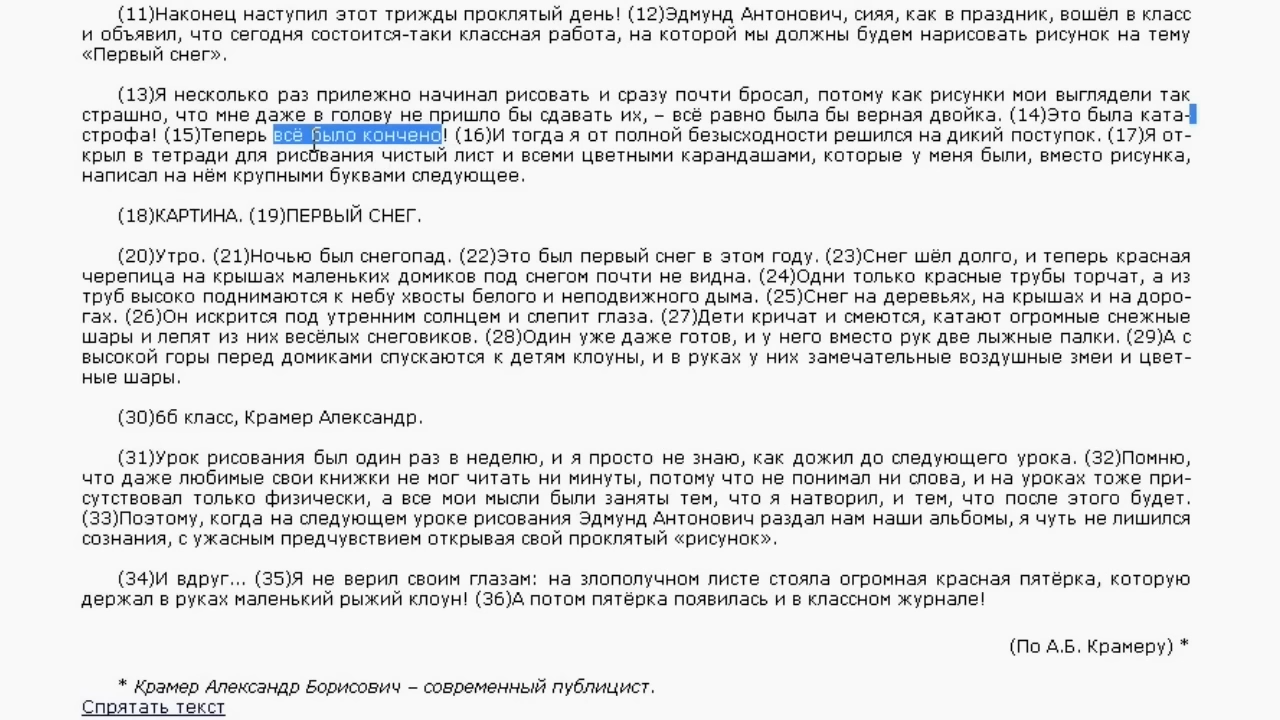 (11)Наконец наступил этот трижды проклятый день! (12)Эдмунд Антонович, сияя, как в праздник, вошёл в класс
и объявил, что сегодня состоится-таки классная работа, на которой мы должны будем нарисовать рисунок на тему
«Первый снег».
(13)Я несколько раз прилежно начинал рисовать и сразу почти бросал, потому как рисунки мои выглядели так
страшно, что мне даже в голову не пришло бы сдавать их, – всё равно была бы верная двойка. (14)Это была ката-
строфа! (15)Теперь всё было кончено! (16)И тогда я от полной безысходности решился на дикий поступок. (17)Я от-
крыл в тетради для рисования чистый лист и всеми цветными карандашами, которые у меня были, вместо рисунка,
написал на нём крупными буквами следующее.
(18)КАРТИНА. (19)ПЕРВЫЙ СНЕГ.
(20)Утро. (21)Ночью был снегопад. (22)Это был первый снег в этом году. (23)Снег шёл долго, и теперь красная
черепица на крышах маленьких домиков под снегом почти не видна. (24)Одни только красные трубы торчат, а из
труб высоко поднимаются к небу хвосты белого и неподвижного дыма. (25)Снег на деревьях, на крышах и на доро-
гах. (26)Он искрится под утренним солнцем и слепит глаза. (27)Дети кричат и смеются, катают огромные снежные
шары и лепят из них весёлых снеговиков. (28)Один уже даже готов, и у него вместо рук две лыжные палки. (29)А с
высокой горы перед домиками спускаются к детям клоуны, и в руках у них замечательные воздушные змеи и цвет-
ные шары.
(30)6б класс, Крамер Александр.
(31)Урок рисования был один раз в неделю, и я просто не знаю, как дожил до следующего урока. (32)Помню,
что даже любимые свои книжки не мог читать ни минуты, потому что не понимал ни слова, и на уроках тоже при-
сутствовал только физически, а все мои мысли были заняты тем, что я натворил, и тем, что после этого будет.
(33)Поэтому, когда на следующем уроке рисования Эдмунд Антонович раздал нам наши альбомы, я чуть не лишился
сознания, с ужасным предчувствием открывая свой проклятый «рисунок».
(34)И вдруг... (35)Я не верил своим глазам: на злополучном листе стояла огромная красная пятёрка, которую
держал в руках маленький рыжий клоун! (36)А потом пятёрка появилась и в классном журнале!
(По А.Б. Крамеру) *
* Крамер Александр Борисович – современный публицист.
Спрятать текст